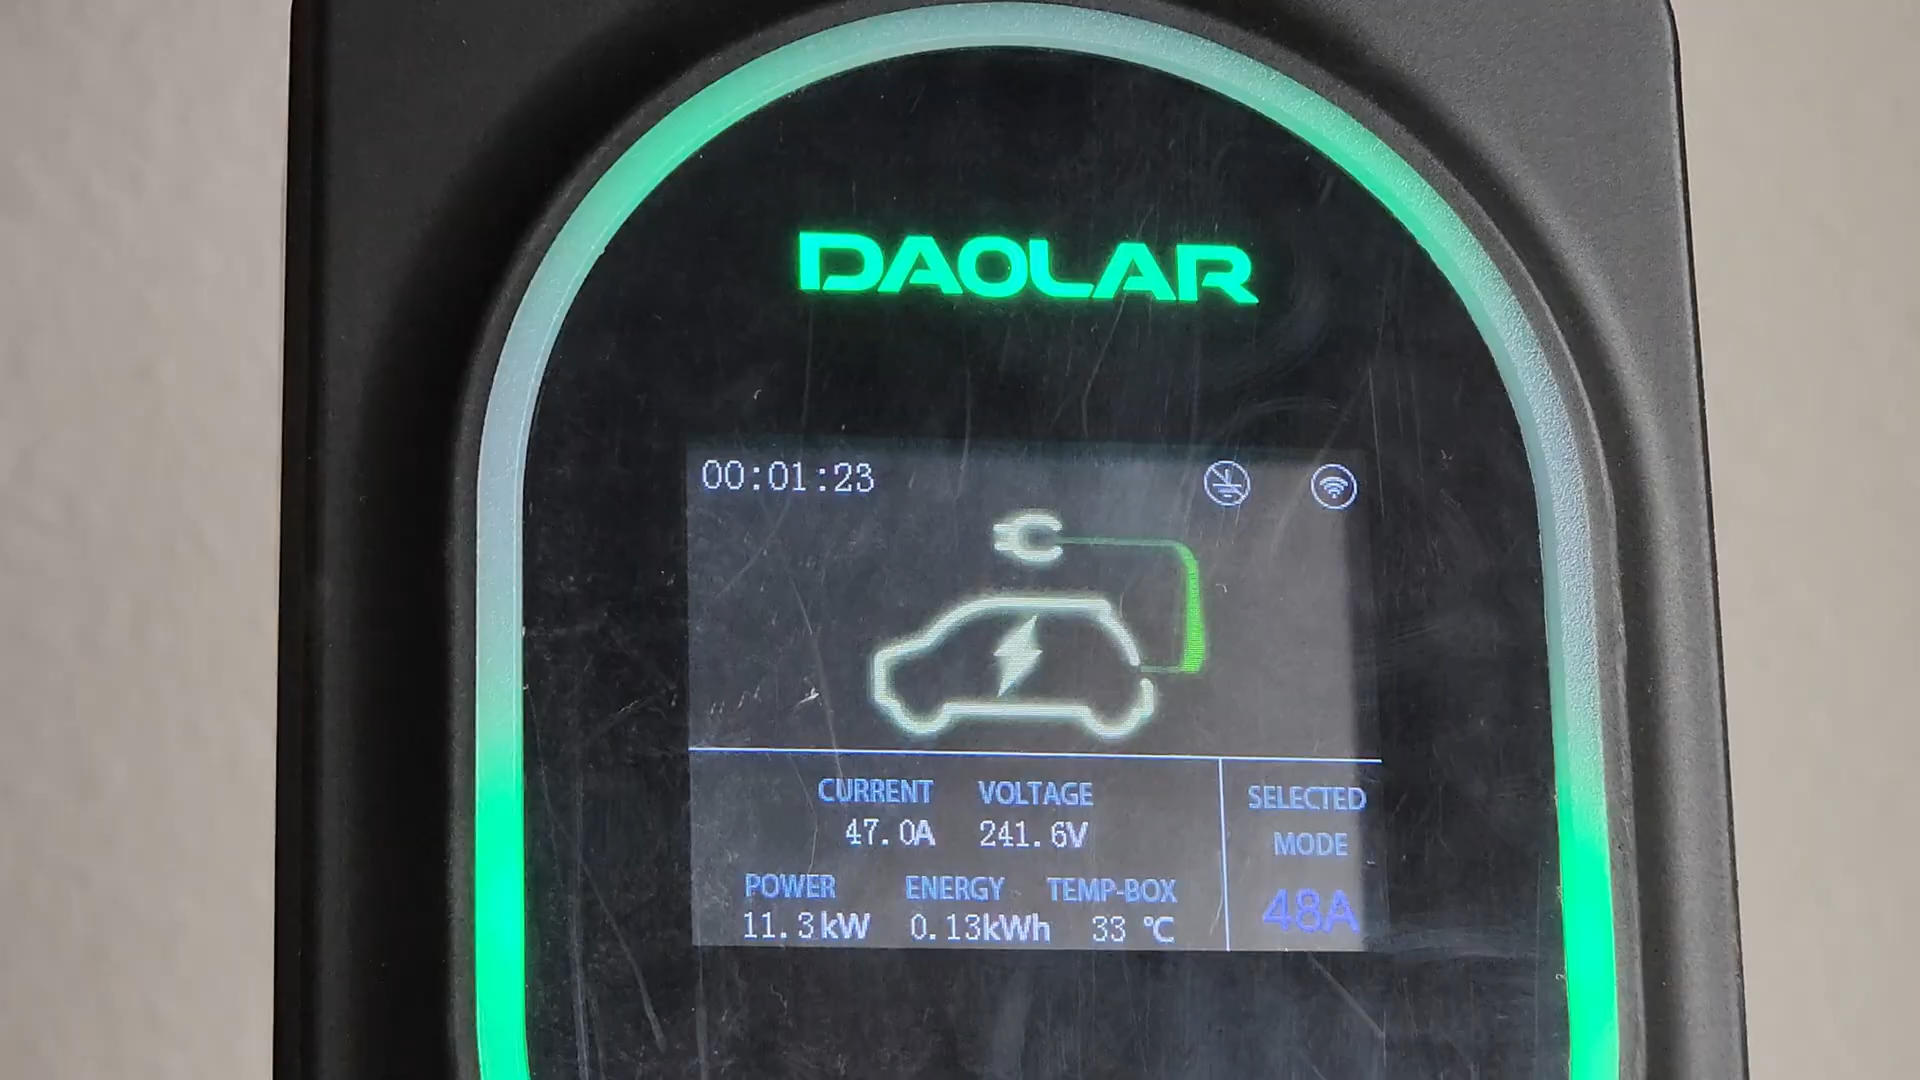 DAOLAR
00:01:23
CURRENT VOLTAGE
47.0A 241.6V
POWER ENERGY TEMP-BOX
11.3kW 0.13kWh 33 ℃
SELECTED
MODE
48A